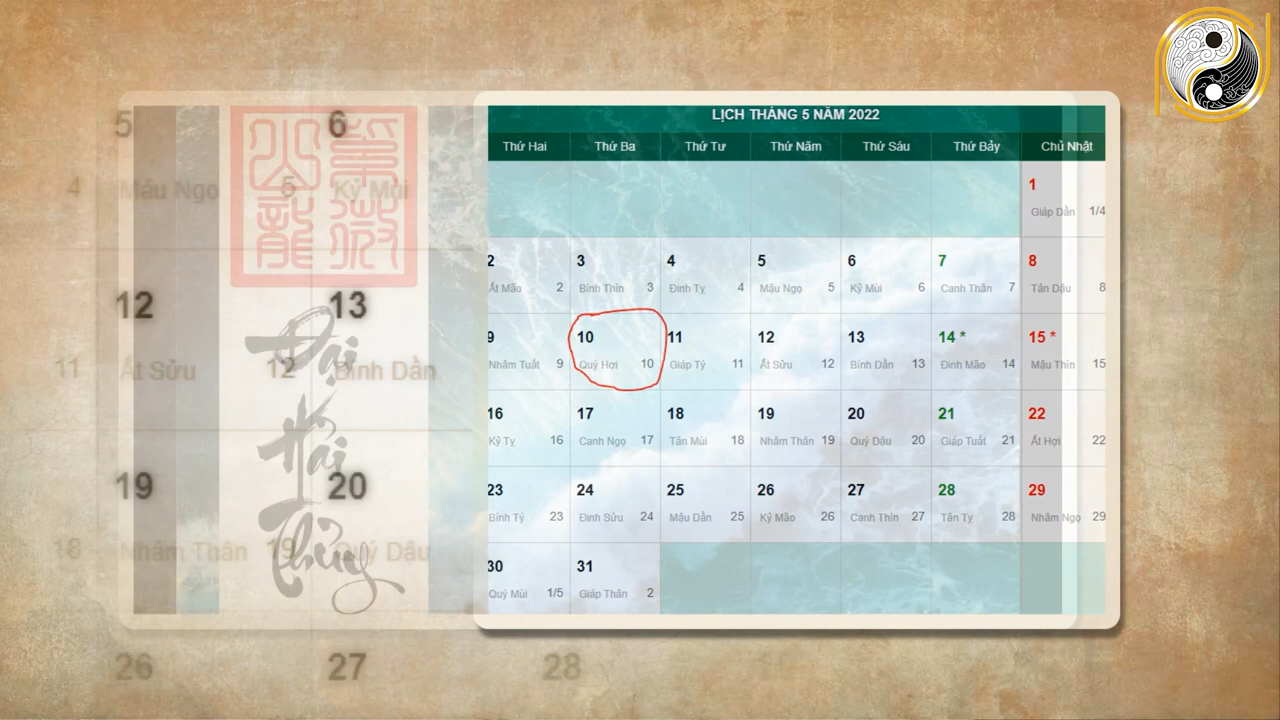 LỊCH THÁNG 5 NĂM 2022
Thứ Hai Thứ Ba Thứ Tư Thứ Năm Thứ Sáu Thứ Bảy Chủ Nhật
1
Giáp Dần 1/4
2 3 4 5 6 7 8
Ất Mão 2 Bính Thìn 3 Đinh Tỵ 4 Mậu Ngọ 5 Kỷ Mùi 6 Canh Thân 7 Tân Dậu 8
9 10 11 12 13 14 * 15 *
Nhâm Tuất 9 Quý Hợi 10 Giáp Tý 11 Ất Sửu 12 Bính Dần 13 Đinh Mão 14 Mậu Thìn 15
16 17 18 19 20 21 22
Kỷ Tỵ 16 Canh Ngọ 17 Tân Mùi 18 Nhâm Thân 19 Quý Dậu 20 Giáp Tuất 21 Ất Hợi 22
23 24 25 26 27 28 29
Bính Tý 23 Đinh Sửu 24 Mậu Dần 25 Kỷ Mão 26 Canh Thìn 27 Tân Tỵ 28 Nhâm Ngọ 29
30 31
Quý Mùi 1/5 Giáp Thân 2
5 6
4 Mậu Ngọ 5 Kỷ Mùi
12 13
11 Ất Sửu 12 Bính Dần
19 20
18 Nhâm Thân 19 Quý Dậu
26 27 28
Đại
Hải
Thủy